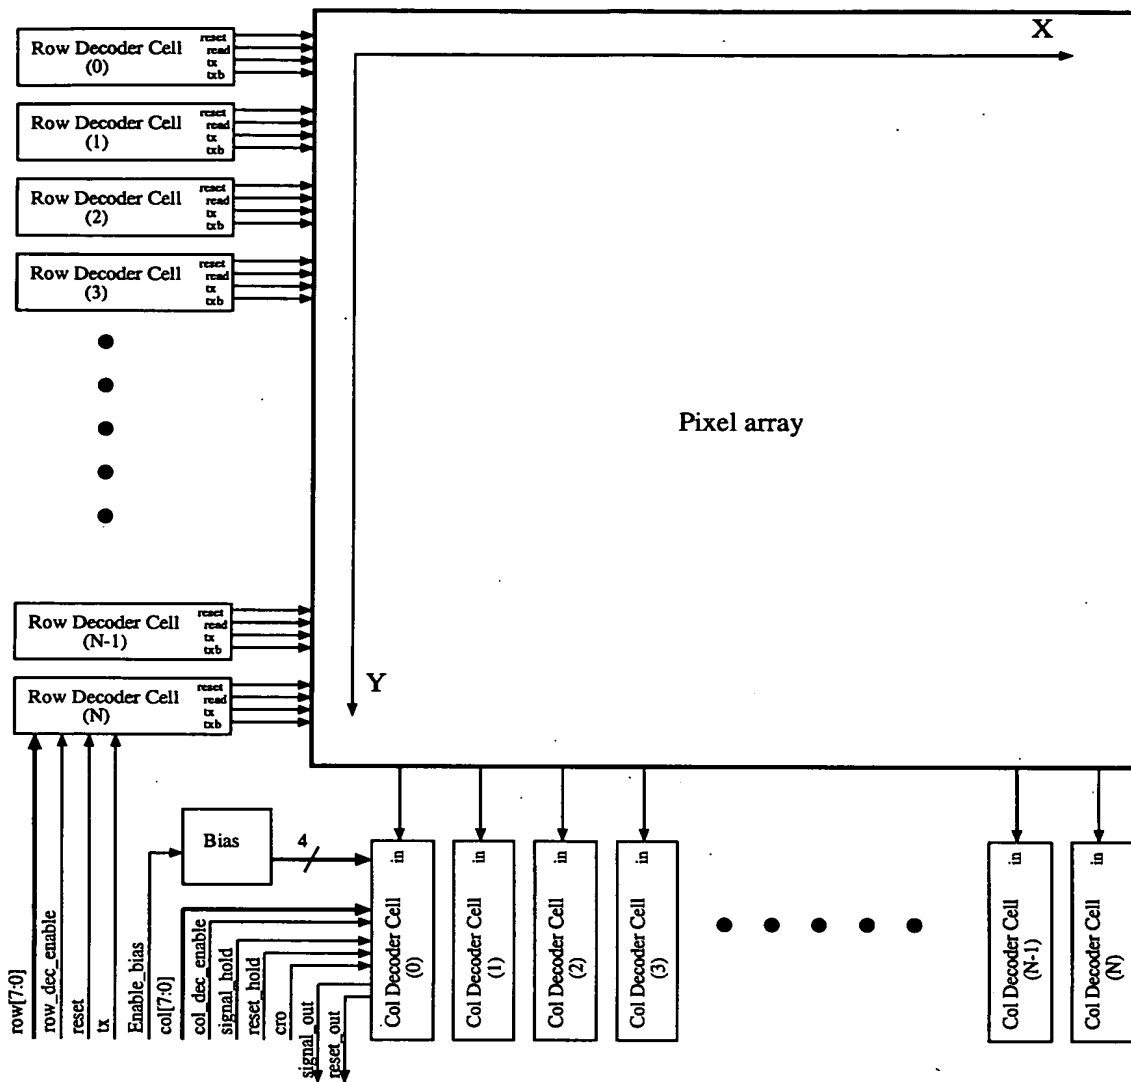 Row Decoder Cell
(0)
reset
read
tx
txb
Row Decoder Cell
(1)
reset
read
tx
txb
Row Decoder Cell
(2)
reset
read
tx
txb
Row Decoder Cell
(3)
reset
read
tx
txb
Row Decoder Cell
(N-1)
reset
read
tx
txb
Row Decoder Cell
(N)
reset
read
tx
txb
X
Y
Pixel array
Bias
4
row[7:0]
row_dec_enable
reset
tx
Enable_bias
col[7:0]
col_dec_enable
signal_hold
reset_hold
cro
signal_out
reset_out
in
Col Decoder Cell
(0)
in
Col Decoder Cell
(1)
in
Col Decoder Cell
(2)
in
Col Decoder Cell
(3)
in
Col Decoder Cell
(N-1)
in
Col Decoder Cell
(N)